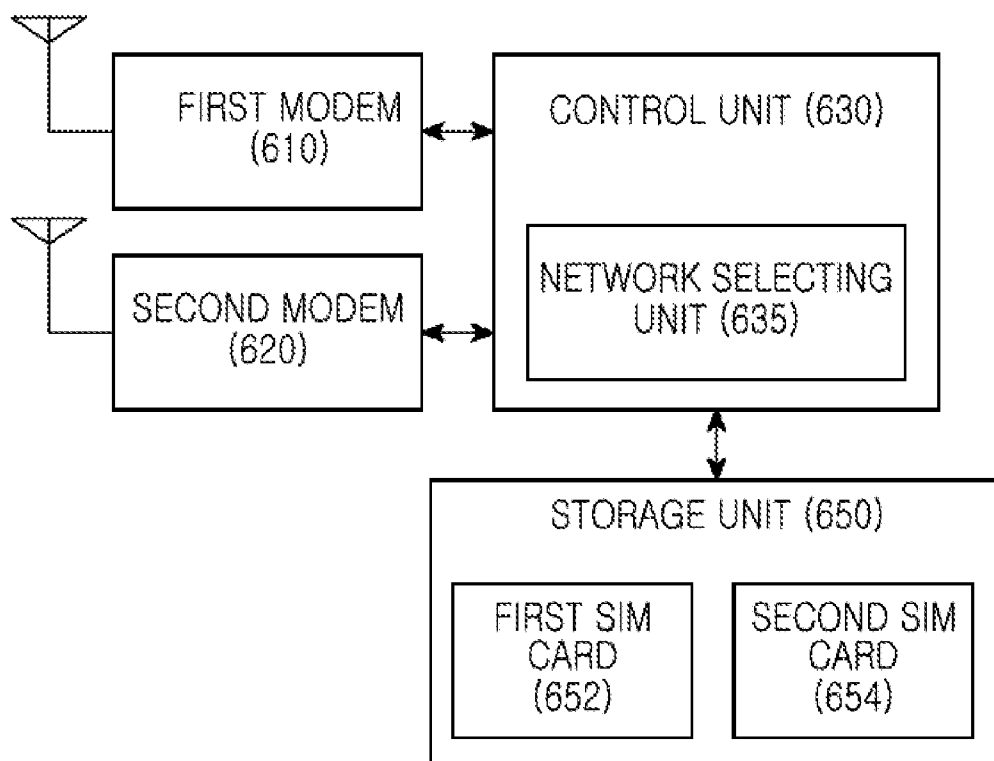 FIRST MODEM
(610)
CONTROL UNIT (630)
SECOND MODEM
(620)
NETWORK SELECTING
UNIT (635)
STORAGE UNIT (650)
FIRST SIM
CARD
(652)
SECOND SIM
CARD
(654)